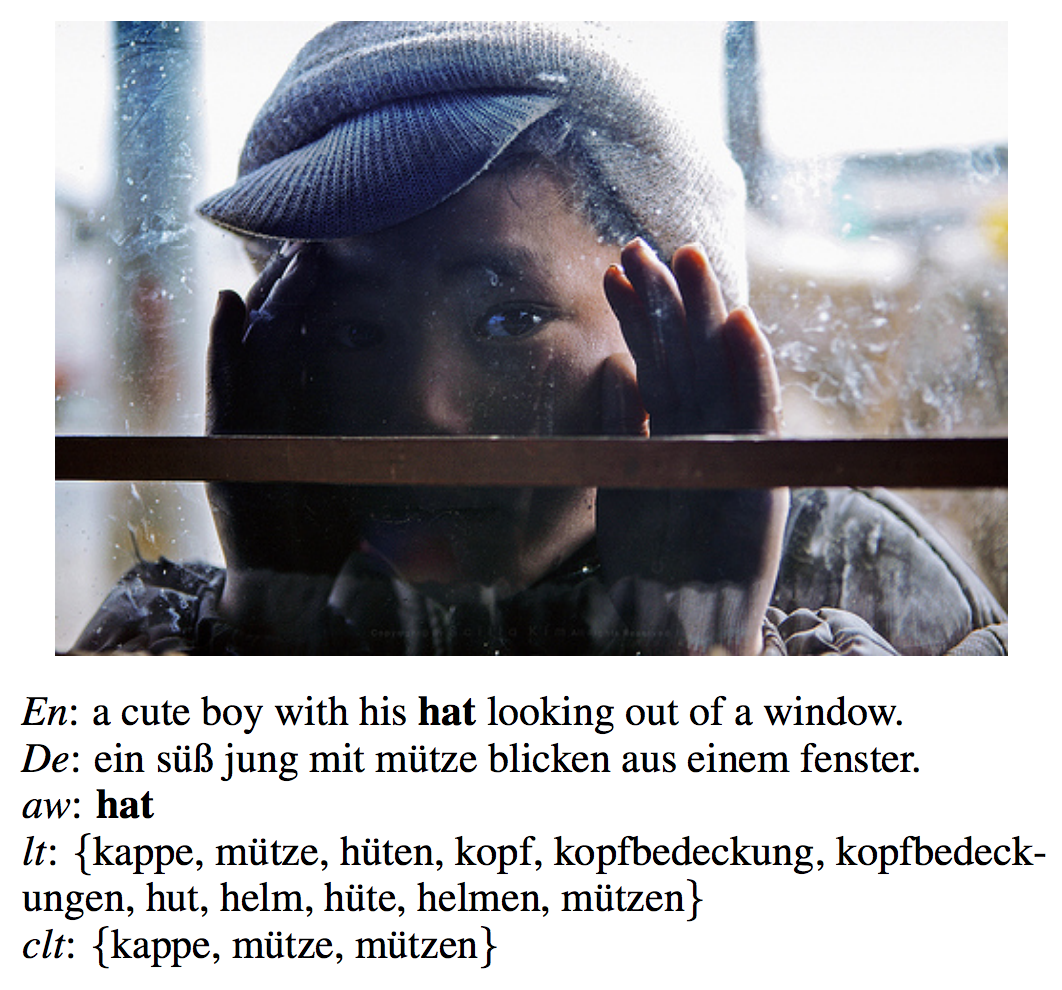 En: a cute boy with his hat looking out of a window.
De: ein süß jung mit mütze blicken aus einem fenster.
aw: hat
lt: {kappe, mütze, hüten, kopf, kopfbedeckung, kopfbedeck-
ungen, hut, helm, hüte, helmen, mützen}
clt: {kappe, mütze, mützen}